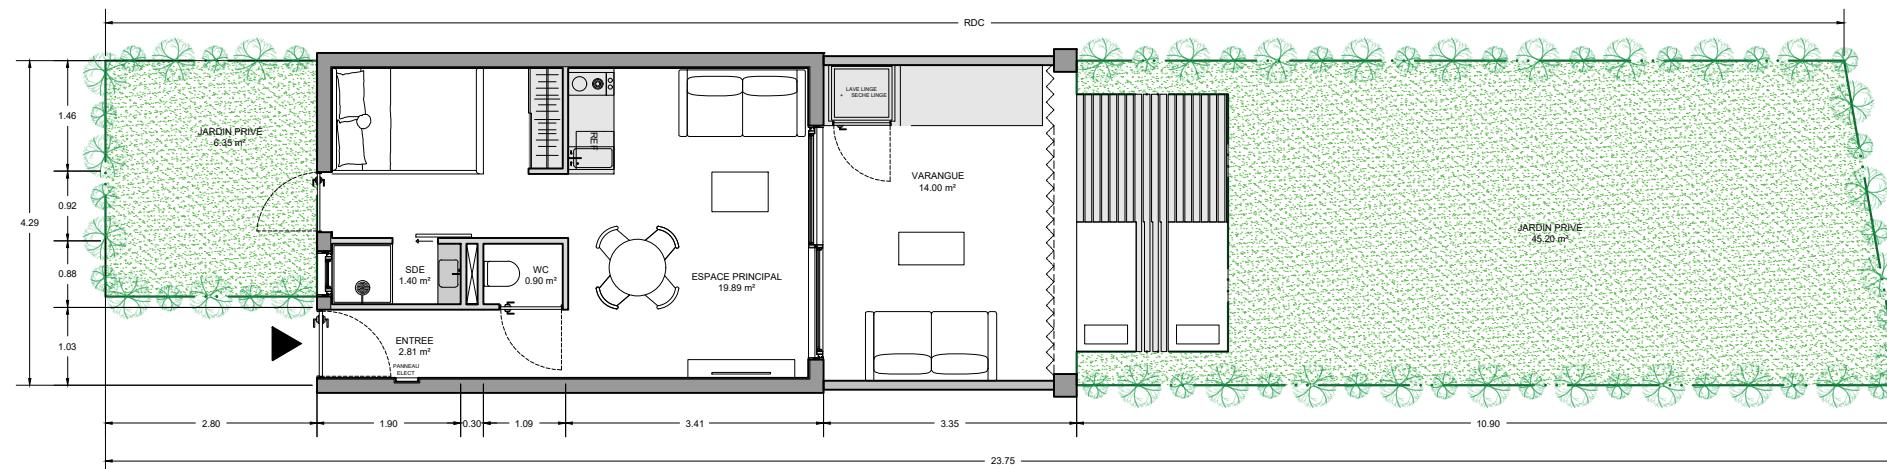 RDC
4.29
1.46
0.92
0.88
1.03
JARDIN PRIVÉ
6.35 m²
REF
LAVE LINGE
+ SECHE LINGE
VARANGUE
14.00 m²
JARDIN PRIVÉ
45.20 m²
SDE
1.40 m²
WC
0.90 m²
ESPACE PRINCIPAL
19.89 m²
ENTREE
2.81 m²
PANNEAU
ELECT
2.80
1.90
0.30
1.09
3.41
3.35
10.90
23.75